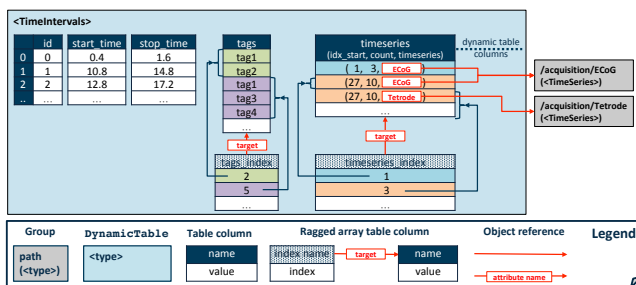 <TimeIntervals>
id start_time stop_time
0 0 0.4 1.6
1 1 10.8 14.8
2 2 12.8 17.2
.. ... ... ...
tags
tag1
tag2
tag1
tag3
tag4
...
target
tags_index
2
5
...
timeseries
(idx_start, count, timeseries)
( 1, 3, ECoG )
(27, 10, ECoG )
(27, 10, Tetrode )
...
target
timeseries_index
1
3
...
dynamic table
columns
/acquisition/ECoG
(<TimeSeries>)
/acquisition/Tetrode
(<TimeSeries>)
Group DynamicTable Table column Ragged array table column Object reference Legend
path
(<type>)
<type>
name
value
index name
index
target
name
value
attribute name